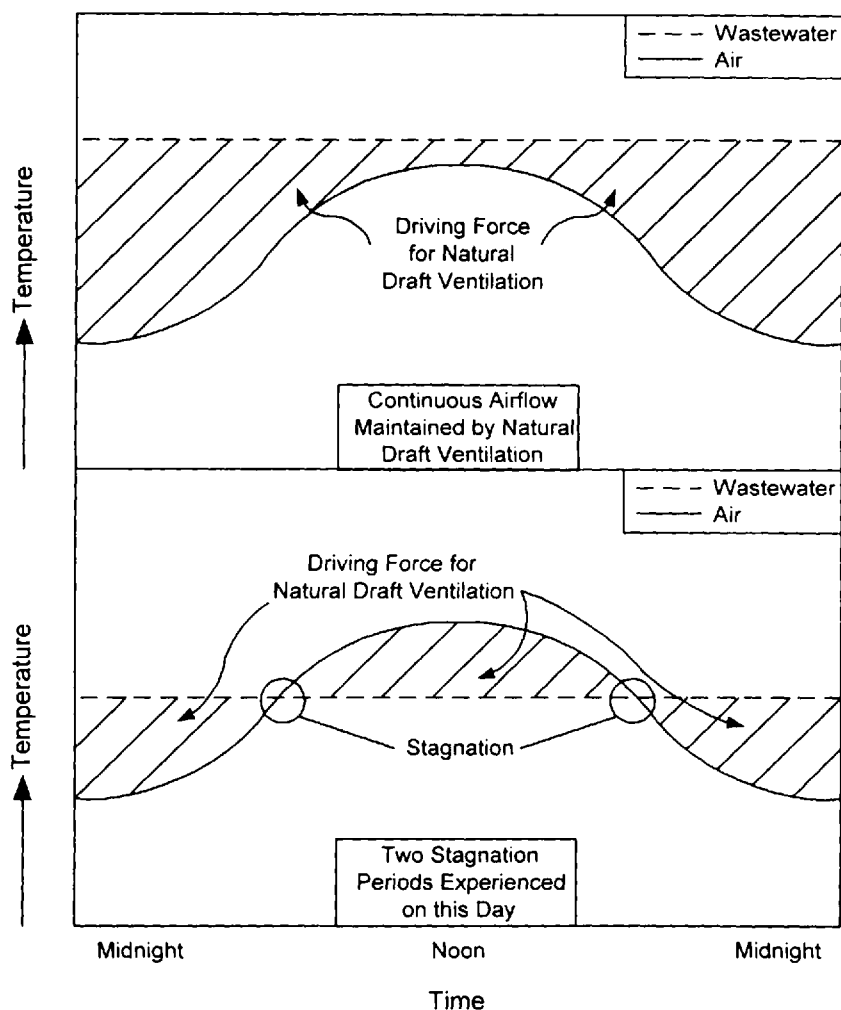 Wastewater
Air
Temperature
Driving Force
for Natural
Draft Ventilation
Continuous Airflow
Maintained by Natural
Draft Ventilation
Wastewater
Air
Temperature
Driving Force for
Natural Draft Ventilation
Stagnation
Two Stagnation
Periods Experienced
on this Day
Midnight
Noon
Midnight
Time